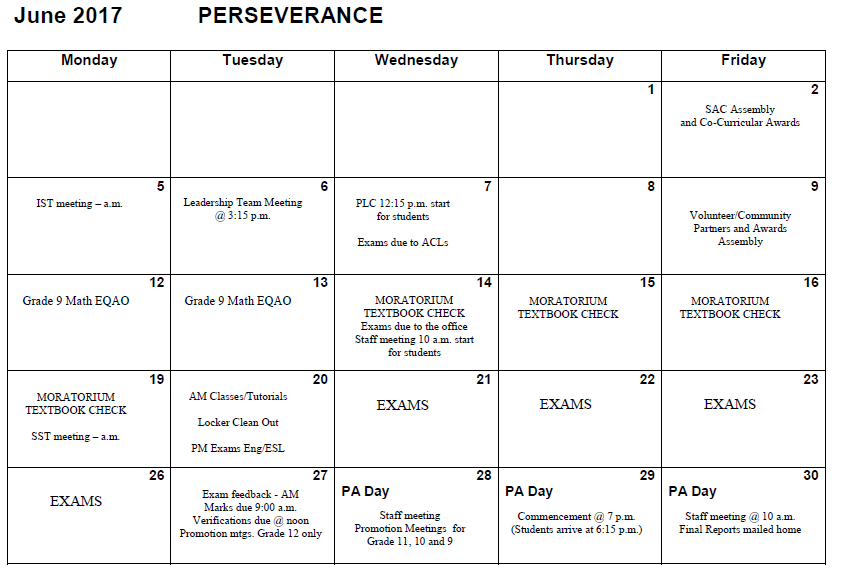 June 2017 PERSEVERANCE
Monday Tuesday Wednesday Thursday Friday
1
2
SAC Assembly
and Co-Curricular Awards
5
IST meeting – a.m.
6
Leadership Team Meeting
@ 3:15 p.m.
7
PLC 12:15 p.m. start
for students
Exams due to ACLs
8
9
Volunteer/Community
Partners and Awards
Assembly
12
Grade 9 Math EQAO
13
Grade 9 Math EQAO
14
MORATORIUM
TEXTBOOK CHECK
Exams due to the office
Staff meeting 10 a.m. start
for students
15
MORATORIUM
TEXTBOOK CHECK
16
MORATORIUM
TEXTBOOK CHECK
19
MORATORIUM
TEXTBOOK CHECK
SST meeting – a.m.
20
AM Classes/Tutorials
Locker Clean Out
PM Exams Eng/ESL
21
EXAMS
22
EXAMS
23
EXAMS
26
EXAMS
27
Exam feedback - AM
Marks due 9:00 a.m.
Verifications due @ noon
Promotion mtgs. Grade 12 only
28
PA Day
Staff meeting
Promotion Meetings for
Grade 11, 10 and 9
29
PA Day
Commencement @ 7 p.m.
(Students arrive at 6:15 p.m.)
30
PA Day
Staff meeting @ 10 a.m.
Final Reports mailed home